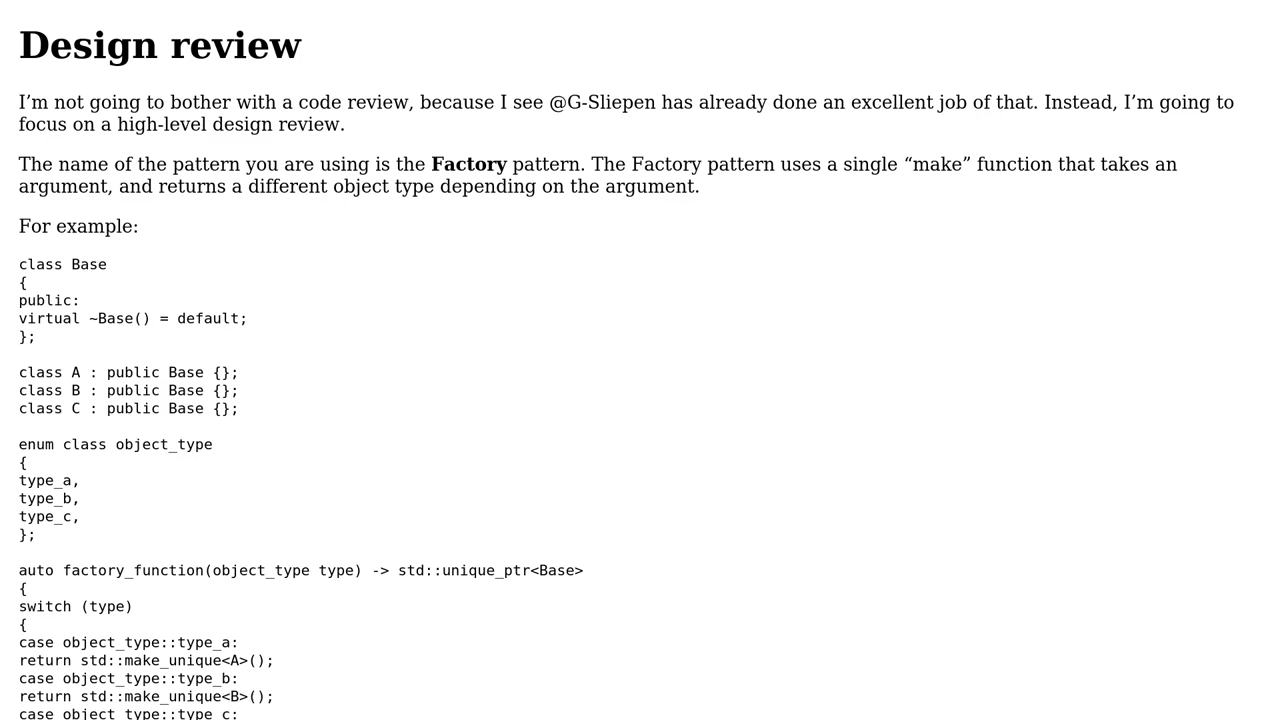 Design review
I’m not going to bother with a code review, because I see @G-Sliepen has already done an excellent job of that. Instead, I’m going to
focus on a high-level design review.
The name of the pattern you are using is the Factory pattern. The Factory pattern uses a single “make” function that takes an
argument, and returns a different object type depending on the argument.
For example:
class Base
{
public:
virtual ~Base() = default;
};
class A : public Base {};
class B : public Base {};
class C : public Base {};
enum class object_type
{
type_a,
type_b,
type_c,
};
auto factory_function(object_type type) -> std::unique_ptr<Base>
{
switch (type)
{
case object_type::type_a:
return std::make_unique<A>();
case object_type::type_b:
return std::make_unique<B>();
case object_type::type_c: